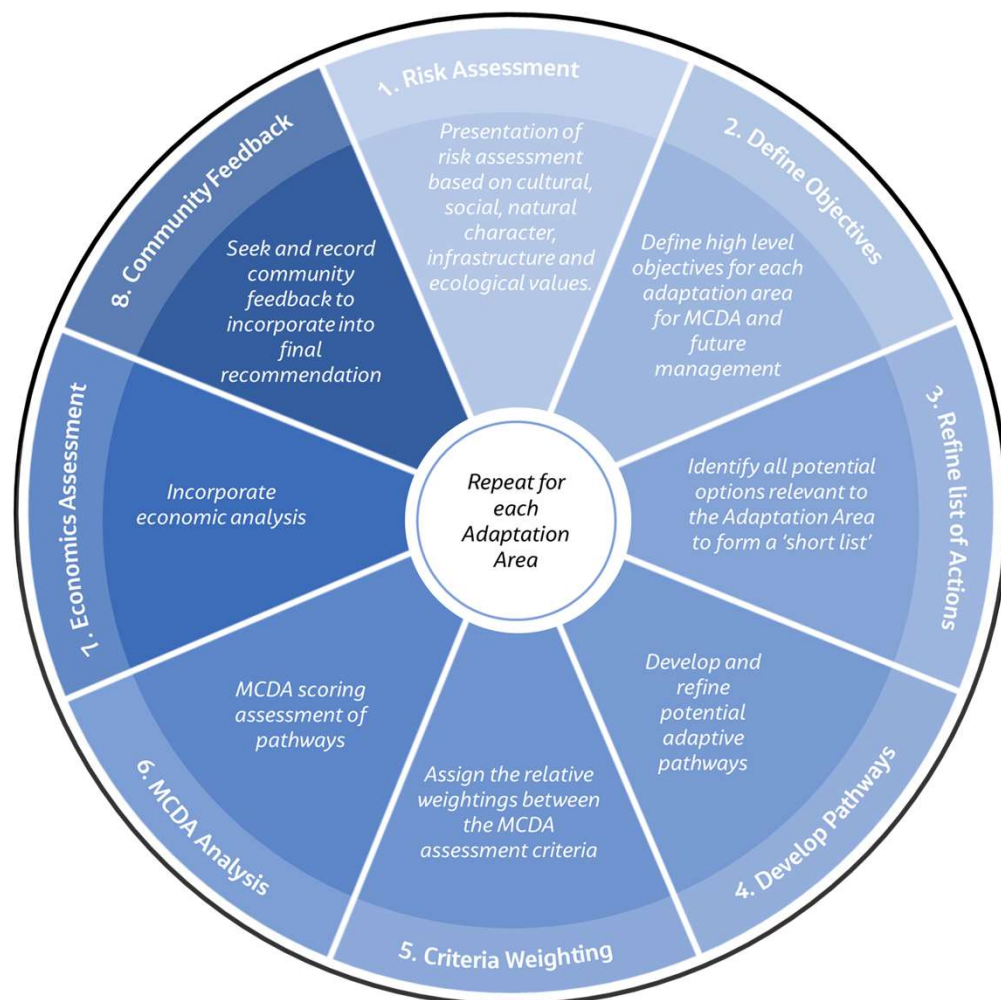 1. Risk Assessment
Presentation of
risk assessment
based on cultural,
social, natural
character,
infrastructure and
ecological values.
2. Define Objectives
Define high level
objectives for each
adaptation area
for MCDA and
future
management
3. Refine list of Actions
Identify all potential
options relevant to
the Adaptation Area
to form a ‘short list’
4. Develop Pathways
Develop and
refine
potential
adaptive
pathways
5. Criteria Weighting
Assign the relative
weightings between
the MCDA
assessment criteria
6. MCDA Analysis
MCDA scoring
assessment of
pathways
7. Economics Assessment
Incorporate
economic analysis
8. Community Feedback
Seek and record
community
feedback to
incorporate into
final
recommendation
Repeat for
each
Adaptation
Area